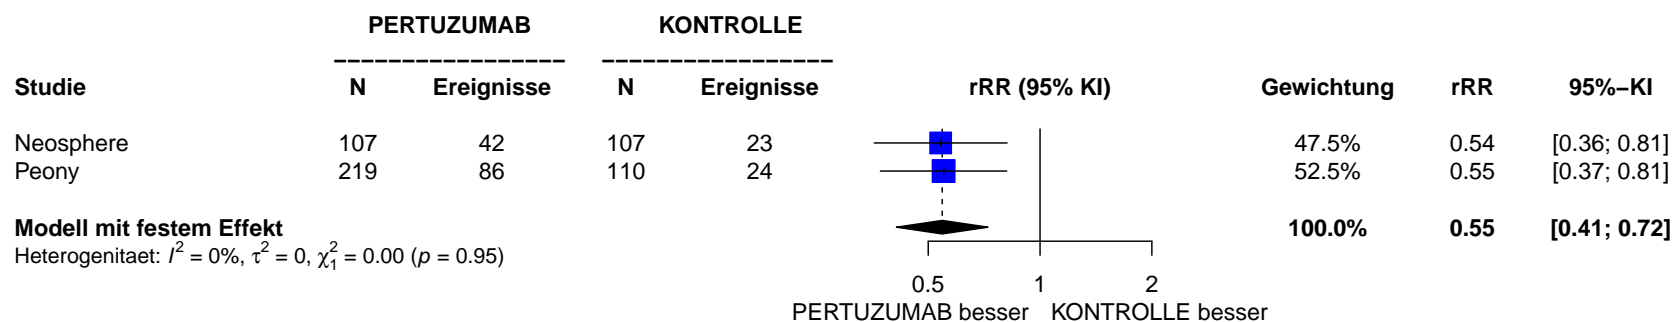 PERTUZUMAB KONTROLLE
Studie N Ereignisse N Ereignisse rRR (95% KI) Gewichtung rRR 95%−KI
Neosphere 107 42 107 23 47.5% 0.54 [0.36; 0.81]
Peony 219 86 110 24 52.5% 0.55 [0.37; 0.81]
Modell mit festem Effekt 100.0% 0.55 [0.41; 0.72]
Heterogenitaet: I² = 0%, τ² = 0, χ²₁ = 0.00 (p = 0.95)
0.5 1 2
PERTUZUMAB besser KONTROLLE besser